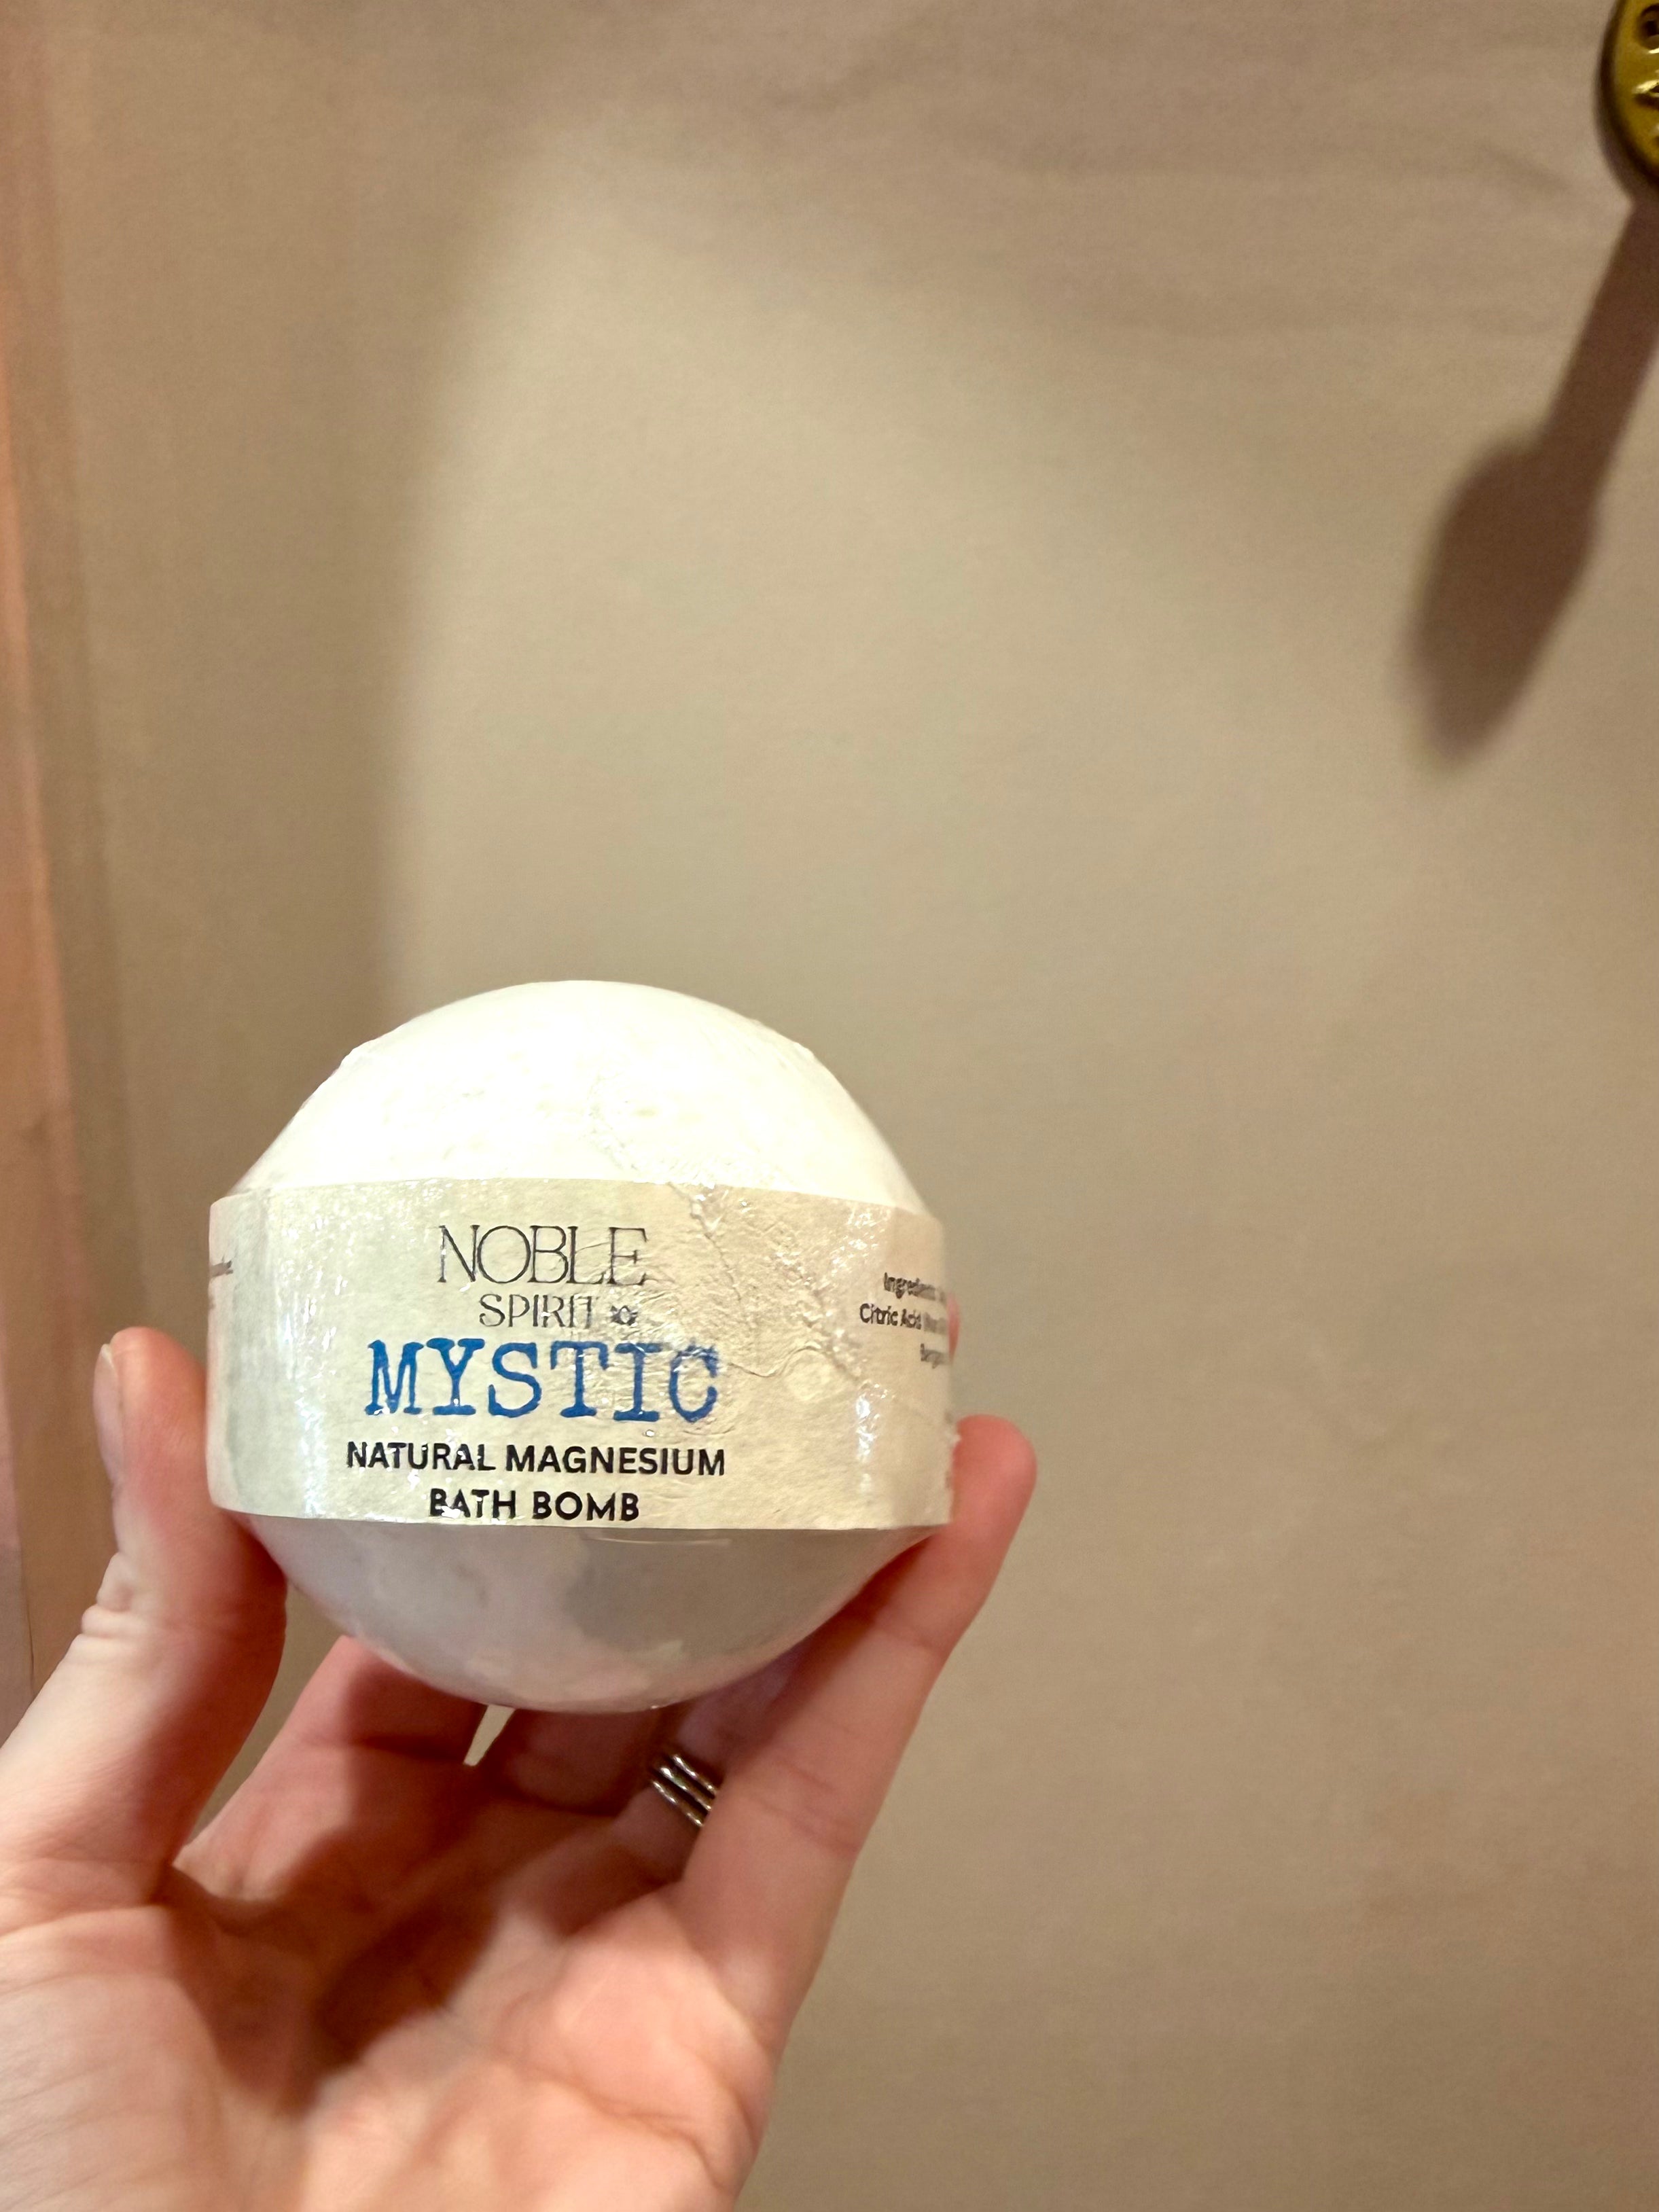 NOBLE
SPIRIT
MYSTIC
NATURAL MAGNESIUM
BATH BOMB
Ingredients:
Citric Acid